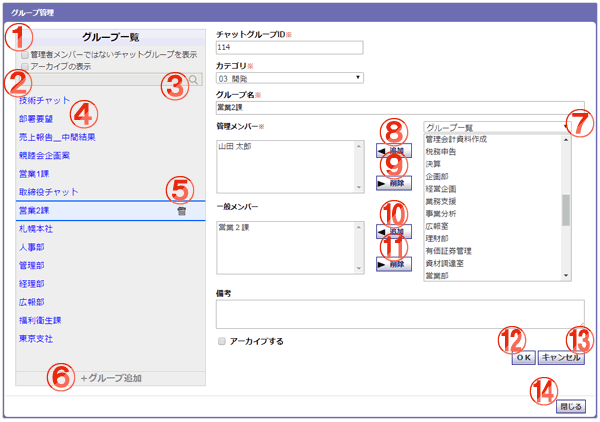 グループ管理
①
グループ一覧
管理者メンバーではないチャットグループを表示
アーカイブの表示
②
③
技術チャット
④
部署要望
売上報告__中間結果
親睦会企画案
営業1課
取締役チャット
⑤
営業2課
札幌本社
人事部
管理部
経理部
広報部
福利衛生課
東京支社
⑥
+グループ追加
チャットグループID※
114
カテゴリ※
03 開発
グループ名※
営業2課
管理メンバー※
山田 太郎
⑧
追加
⑨
削除
⑦
グループ一覧
管理会計資料作成
税務申告
決算
企画部
経営企画
業務支援
事業分析
広報室
理財部
有価証券管理
資材調達室
営業部
一般メンバー
営業２課
⑩
追加
⑪
削除
備考
アーカイブする
⑫
OK
⑬
キャンセル
⑭
閉じる